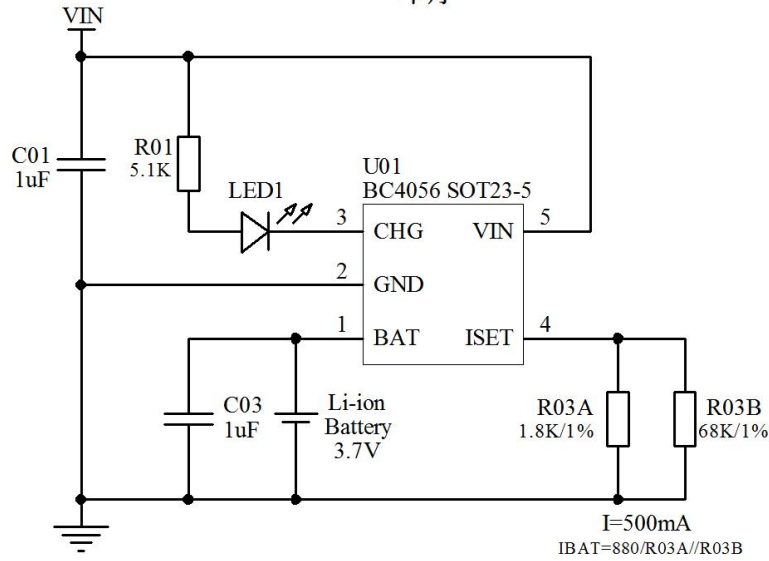 VIN
C01
1uF
R01
5.1K
LED1
U01
BC4056 SOT23-5
3
CHG
VIN
5
2
GND
1
BAT
ISET
4
C03
1uF
Li-ion
Battery
3.7V
R03A
1.8K/1%
R03B
68K/1%
I=500mA
IBAT=880/R03A//R03B